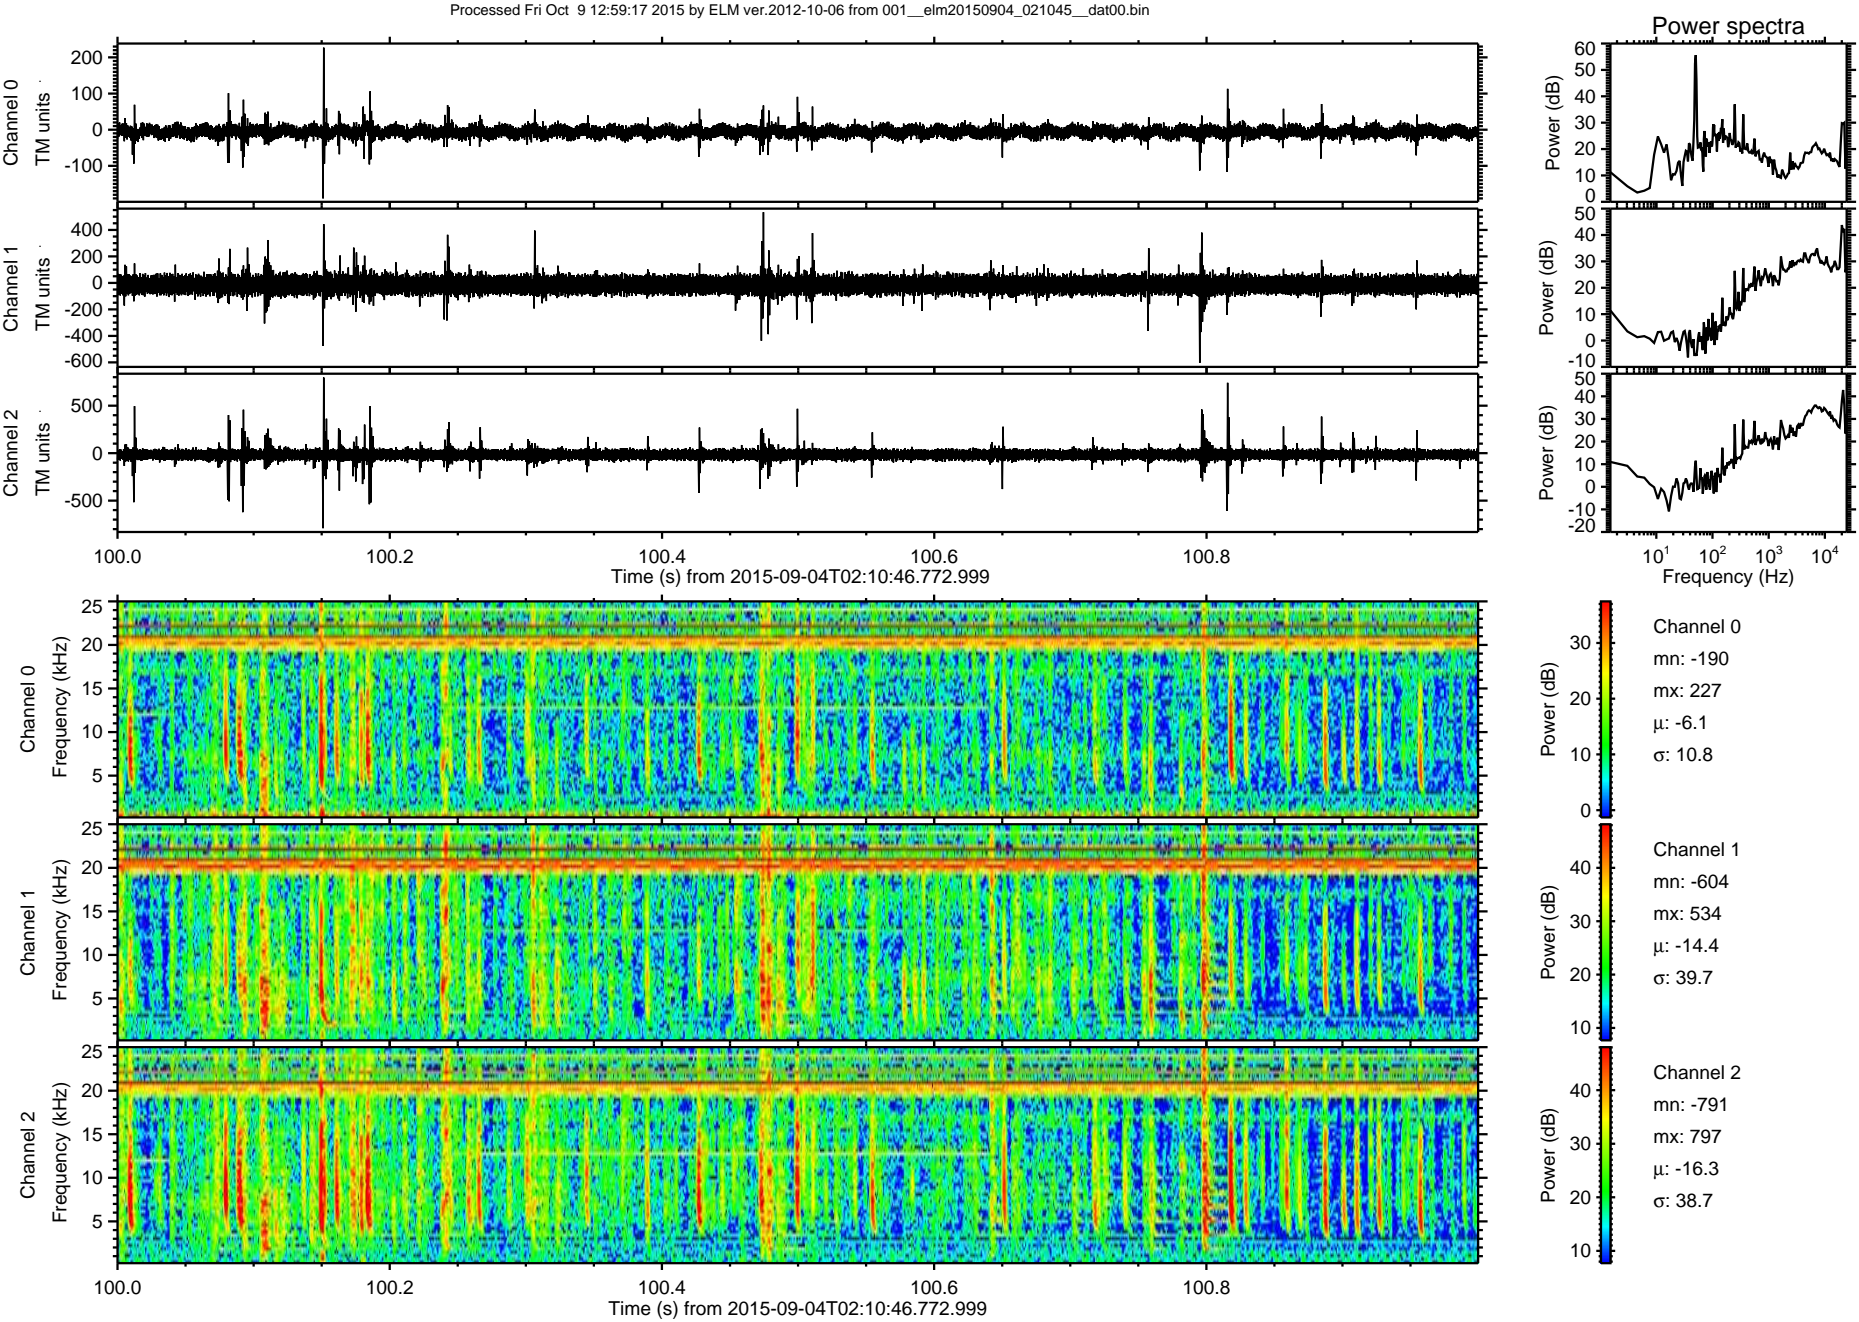 Processed Fri Oct 9 12:59:17 2015 by ELM ver.2012-10-06 from 001__elm20150904_021045__dat00.bin
Power spectra
Channel 0
TM units
200
100
0
-100
Power (dB)
60
50
40
30
20
10
0
Channel 1
TM units
400
200
0
-200
-400
-600
Power (dB)
50
40
30
20
10
0
-10
Channel 2
TM units
500
0
-500
Power (dB)
50
40
30
20
10
0
-10
-20
100.0 100.2 100.4 100.6 100.8
Time (s) from 2015-09-04T02:10:46.772.999
10¹ 10² 10³ 10⁴
Frequency (Hz)
Channel 0
Frequency (kHz)
25
20
15
10
5
Power (dB)
30
20
10
0
Channel 0
mn: -190
mx: 227
μ: -6.1
σ: 10.8
Channel 1
Frequency (kHz)
25
20
15
10
5
Power (dB)
40
30
20
10
Channel 1
mn: -604
mx: 534
μ: -14.4
σ: 39.7
Channel 2
Frequency (kHz)
25
20
15
10
5
Power (dB)
40
30
20
10
Channel 2
mn: -791
mx: 797
μ: -16.3
σ: 38.7
100.0 100.2 100.4 100.6 100.8
Time (s) from 2015-09-04T02:10:46.772.999